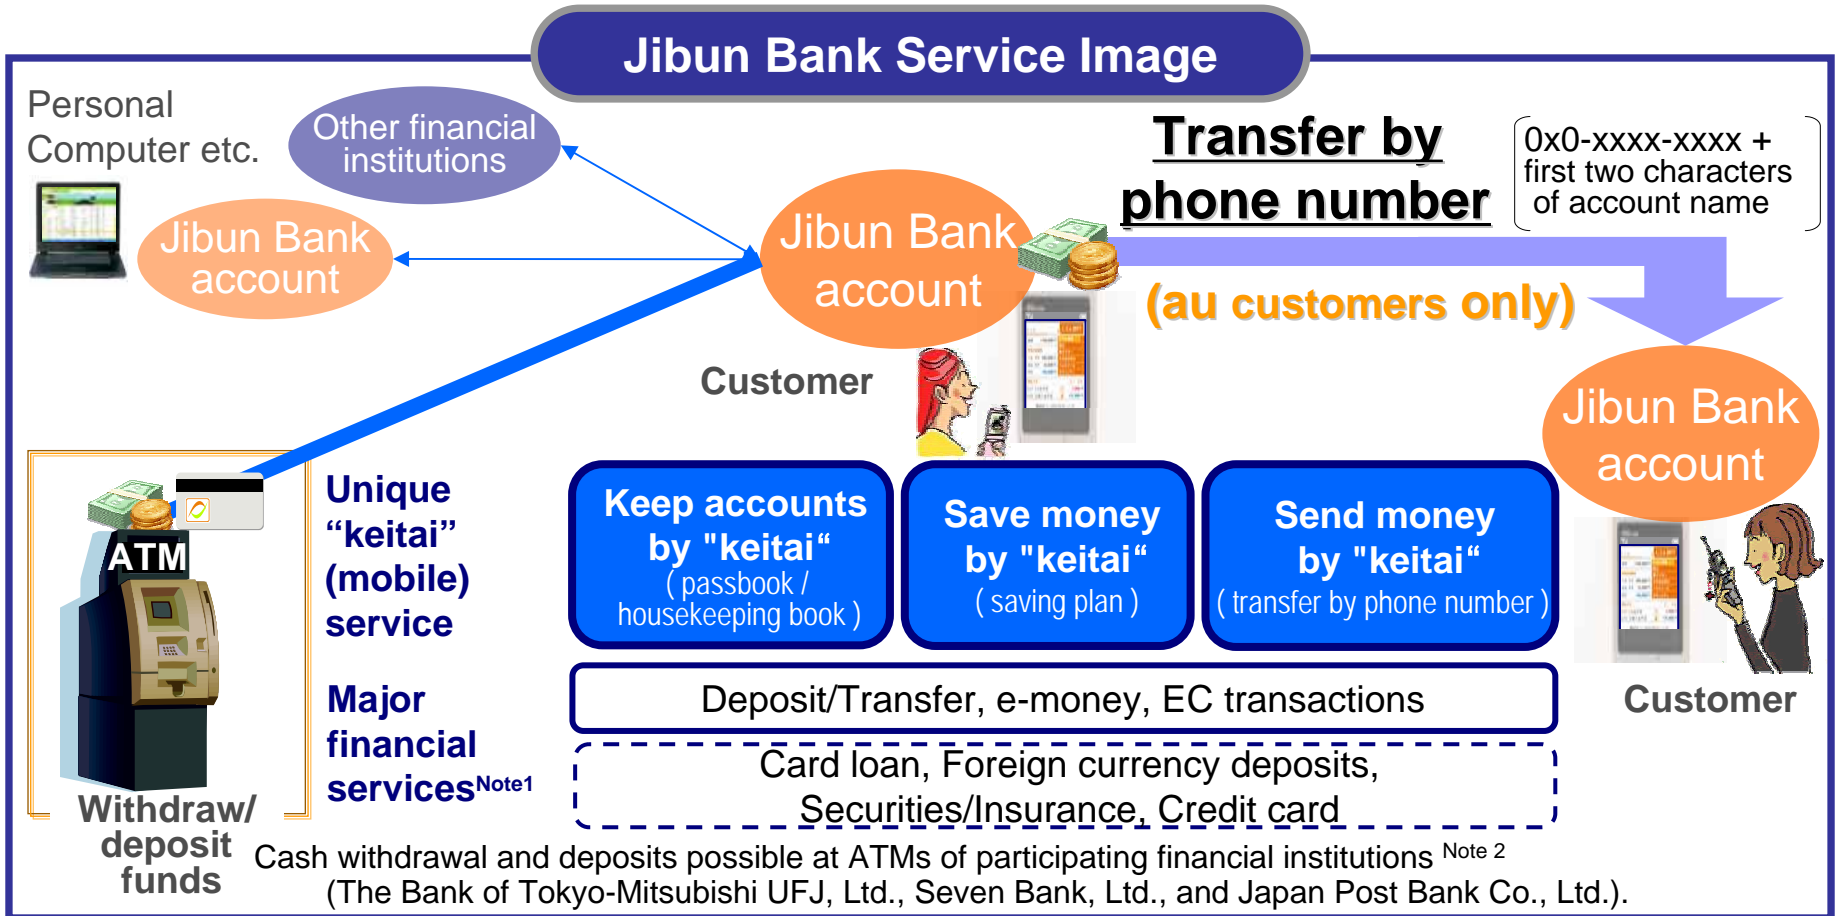 Jibun Bank Service Image
Personal
Computer etc.
Other financial
institutions
Jibun Bank
account
Jibun Bank
account
Transfer by
phone number
0x0-xxxx-xxxx +
first two characters
of account name
(au customers only)
Customer
Jibun Bank
account
Customer
ATM
Withdraw/
deposit
funds
Unique
“keitai”
(mobile)
service
Keep accounts
by "keitai“
( passbook /
housekeeping book )
Save money
by "keitai“
( saving plan )
Send money
by "keitai“
( transfer by phone number )
Major
financial
services Note1
Deposit/Transfer, e-money, EC transactions
Card loan, Foreign currency deposits,
Securities/Insurance, Credit card
Cash withdrawal and deposits possible at ATMs of participating financial institutions Note 2
(The Bank of Tokyo-Mitsubishi UFJ, Ltd., Seven Bank, Ltd., and Japan Post Bank Co., Ltd.).